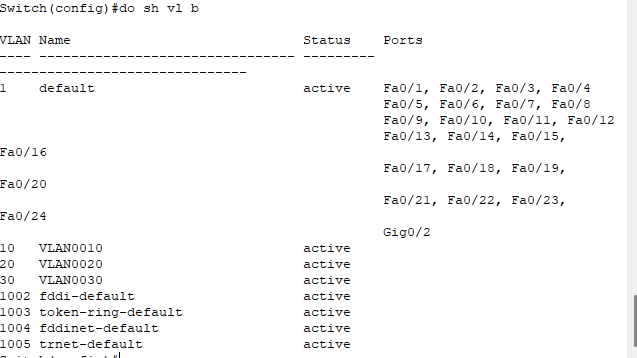 Switch(config)#do sh vl b
VLAN Name                             Status    Ports
---- -------------------------------- ---------
-------------------------------
1    default                          active    Fa0/1, Fa0/2, Fa0/3, Fa0/4
                                                Fa0/5, Fa0/6, Fa0/7, Fa0/8
                                                Fa0/9, Fa0/10, Fa0/11, Fa0/12
                                                Fa0/13, Fa0/14, Fa0/15,
Fa0/16
                                                Fa0/17, Fa0/18, Fa0/19,
Fa0/20
                                                Fa0/21, Fa0/22, Fa0/23,
Fa0/24
                                                Gig0/2
10   VLAN0010                         active
20   VLAN0020                         active
30   VLAN0030                         active
1002 fddi-default                     active
1003 token-ring-default               active
1004 fddinet-default                  active
1005 trnet-default                    active
Switch(config)#